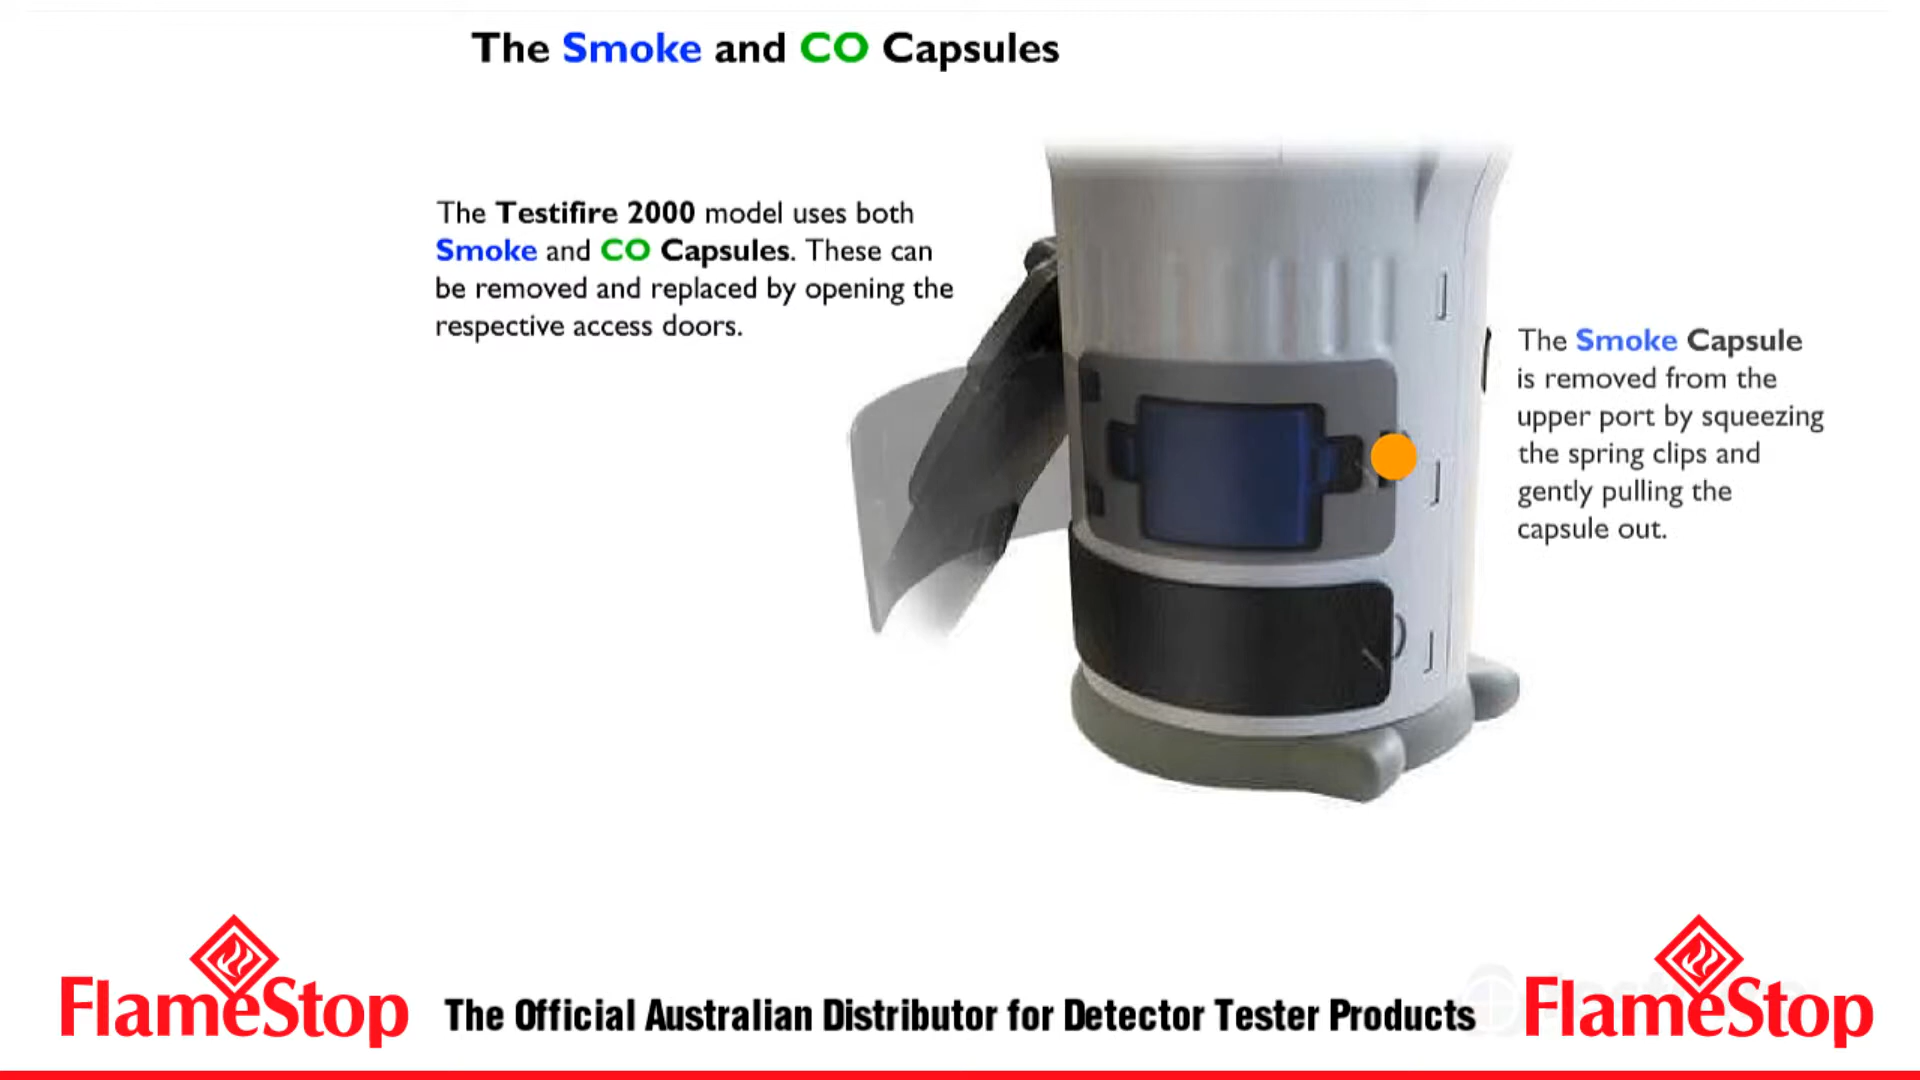 The Smoke and CO Capsules
The Testifire 2000 model uses both
Smoke and CO Capsules. These can
be removed and replaced by opening the
respective access doors.
The Smoke Capsule
is removed from the
upper port by squeezing
the spring clips and
gently pulling the
capsule out.
FlameStop
The Official Australian Distributor for Detector Tester Products
FlameStop